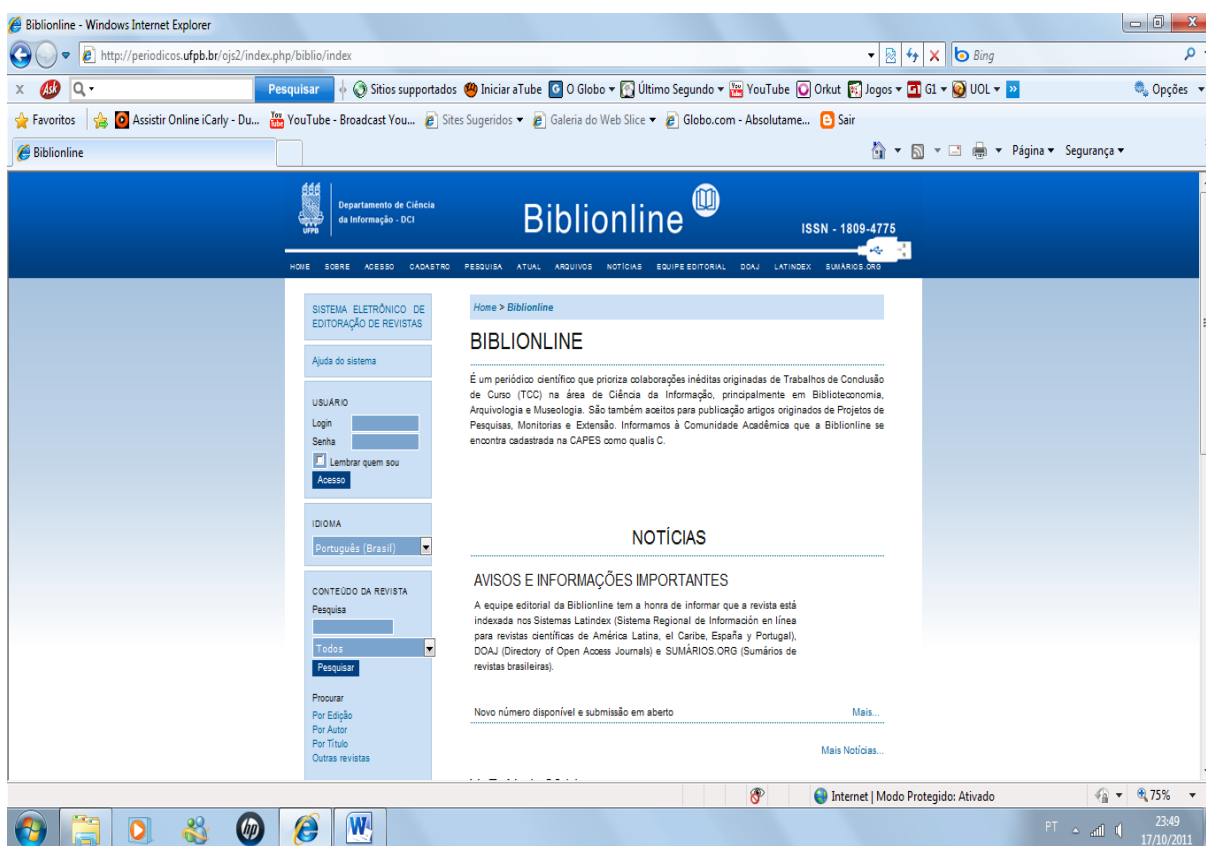 Biblionline - Windows Internet Explorer
http://periodicos.ufpb.br/ojs2/index.php/biblio/index
Bing
x Ask Pesquisar Sitios supportados Iniciar aTube O Globo Último Segundo YouTube Orkut Jogos G1 UOL » Opções
Favoritos Assistir Online iCarly - Du... YouTube - Broadcast You... Sites Sugeridos Galeria do Web Slice Globo.com - Absolutame... Sair
Biblionline Página Segurança
UFPB
Departamento de Ciência
da Informação - DCI
Biblionline
ISSN - 1809-4775
HOME SOBRE ACESSO CADASTRO PESQUISA ATUAL ARQUIVOS NOTÍCIAS EQUIPE EDITORIAL DOAJ LATINDEX SUMÁRIOS.ORG
SISTEMA ELETRÔNICO DE
EDITORAÇÃO DE REVISTAS
Ajuda do sistema
USUÁRIO
Login
Senha
Lembrar quem sou
Acesso
IDIOMA
Português (Brasil)
CONTEÚDO DA REVISTA
Pesquisa
Todos
Pesquisar
Procurar
Por Edição
Por Autor
Por Título
Outras revistas
Home > Biblionline
BIBLIONLINE
É um periódico científico que prioriza colaborações inéditas originadas de Trabalhos de Conclusão
de Curso (TCC) na área de Ciência da Informação, principalmente em Biblioteconomia,
Arquivologia e Museologia. São também aceitos para publicação artigos originados de Projetos de
Pesquisas, Monitorias e Extensão. Informamos à Comunidade Acadêmica que a Biblionline se
encontra cadastrada na CAPES como qualis C.
NOTÍCIAS
AVISOS E INFORMAÇÕES IMPORTANTES
A equipe editorial da Biblionline tem a honra de informar que a revista está
indexada nos Sistemas Latindex (Sistema Regional de Información en línea
para revistas científicas de América Latina, el Caribe, España y Portugal),
DOAJ (Directory of Open Access Journals) e SUMÁRIOS.ORG (Sumários de
revistas brasileiras).
Novo número disponível e submissão em aberto Mais...
Mais Notícias...
Internet | Modo Protegido: Ativado 75%
hp
PT
23:49
17/10/2011